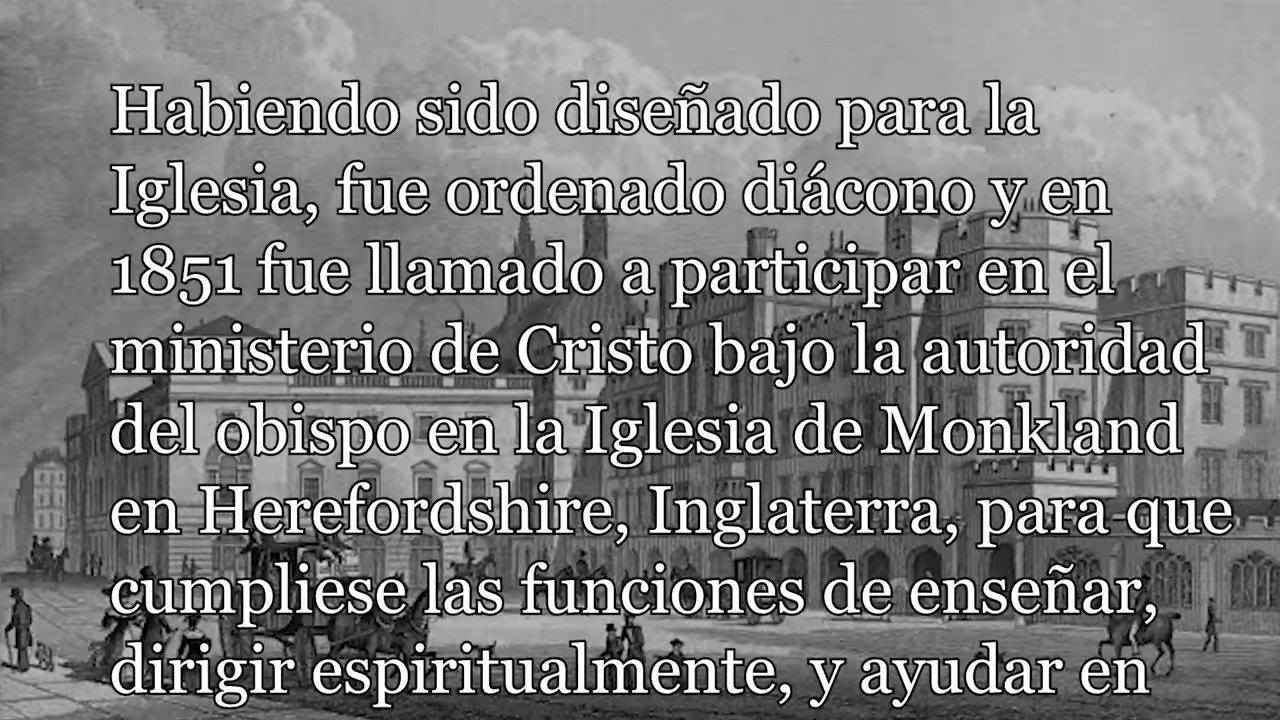 Habiendo sido diseñado para la
Iglesia, fue ordenado diácono y en
1851 fue llamado a participar en el
ministerio de Cristo bajo la autoridad
del obispo en la Iglesia de Monkland
en Herefordshire, Inglaterra, para que
cumpliese las funciones de enseñar,
dirigir espiritualmente, y ayudar en